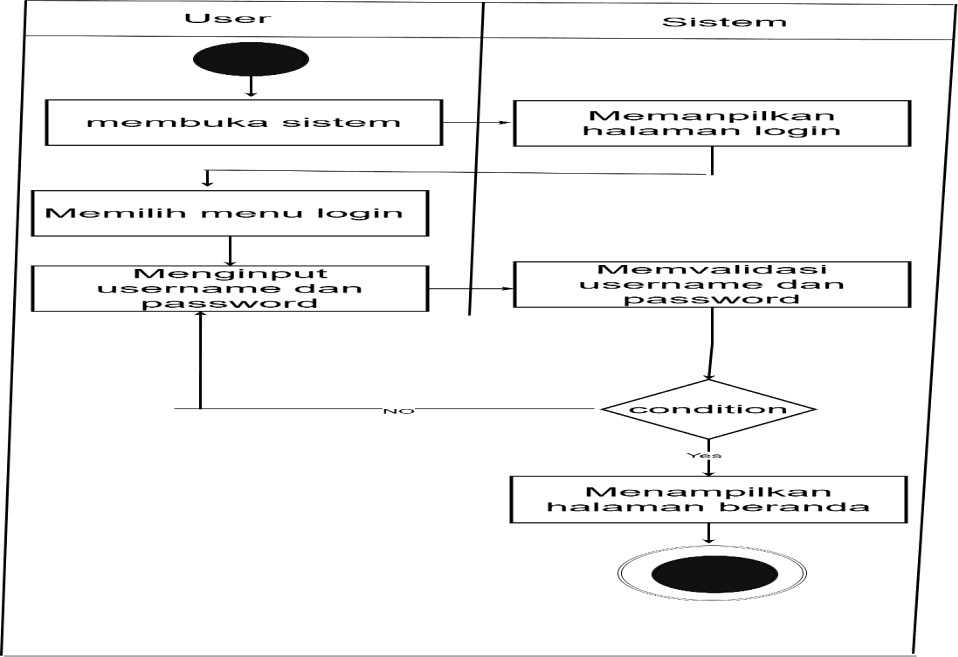 User
Sistem
membuka sistem
Memanpilkan
halaman login
Memilih menu login
Menginput
username dan
password
Memvalidasi
username dan
password
condition
NO
Yes
Menampilkan
halaman beranda